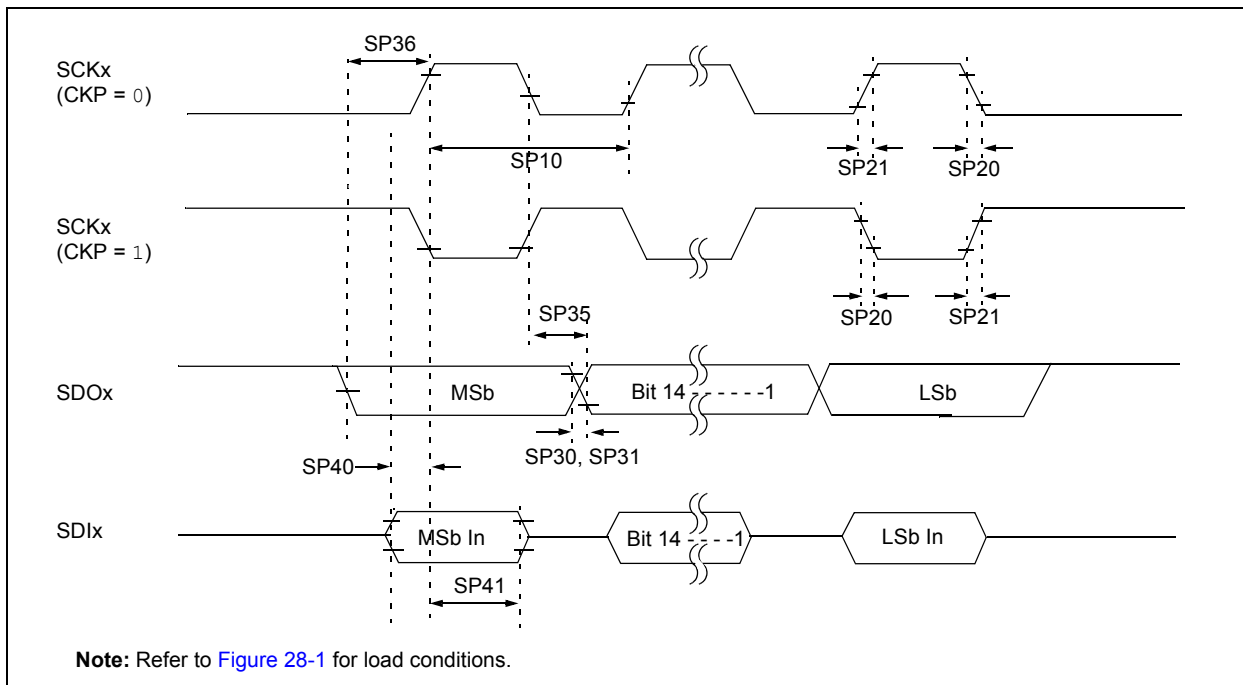 SP36
SCKx
(CKP = 0)
SP10
SP21
SP20
SCKx
(CKP = 1)
SP35
SP20
SP21
SDOx
MSb
Bit 14 - - - - - -1
LSb
SP30, SP31
SP40
SDIx
MSb In
Bit 14 - - - - -1
LSb In
SP41
Note: Refer to Figure 28-1 for load conditions.